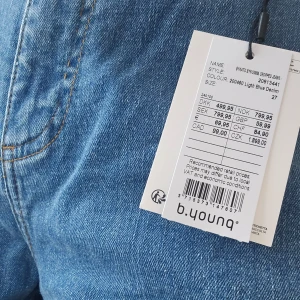 NAME:
STYLE: 20813441
COLOUR: 200460 Light Blue Denim
SIZE: 27
DKK 499,95 NOK 799,95
SEK 799,95 GBP 59,99
69,95 CHF 84,90
CAD 99,00 CZK 1.899,00
Recommended retail prices
Prices may differ due to local
VAT and economic conditions
b.young